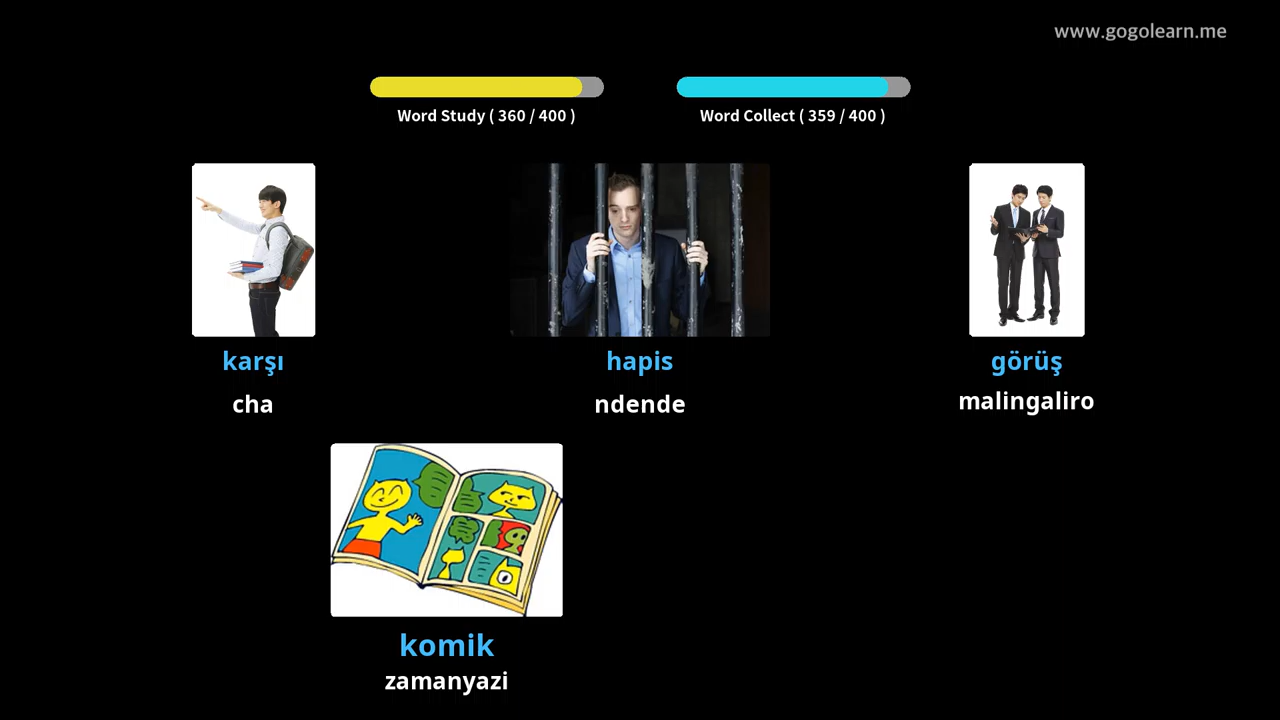 www.gogolearn.me
Word Study ( 360 / 400 )
Word Collect ( 359 / 400 )
karşı
cha
hapis
ndende
görüş
malingaliro
komik
zamanyazi